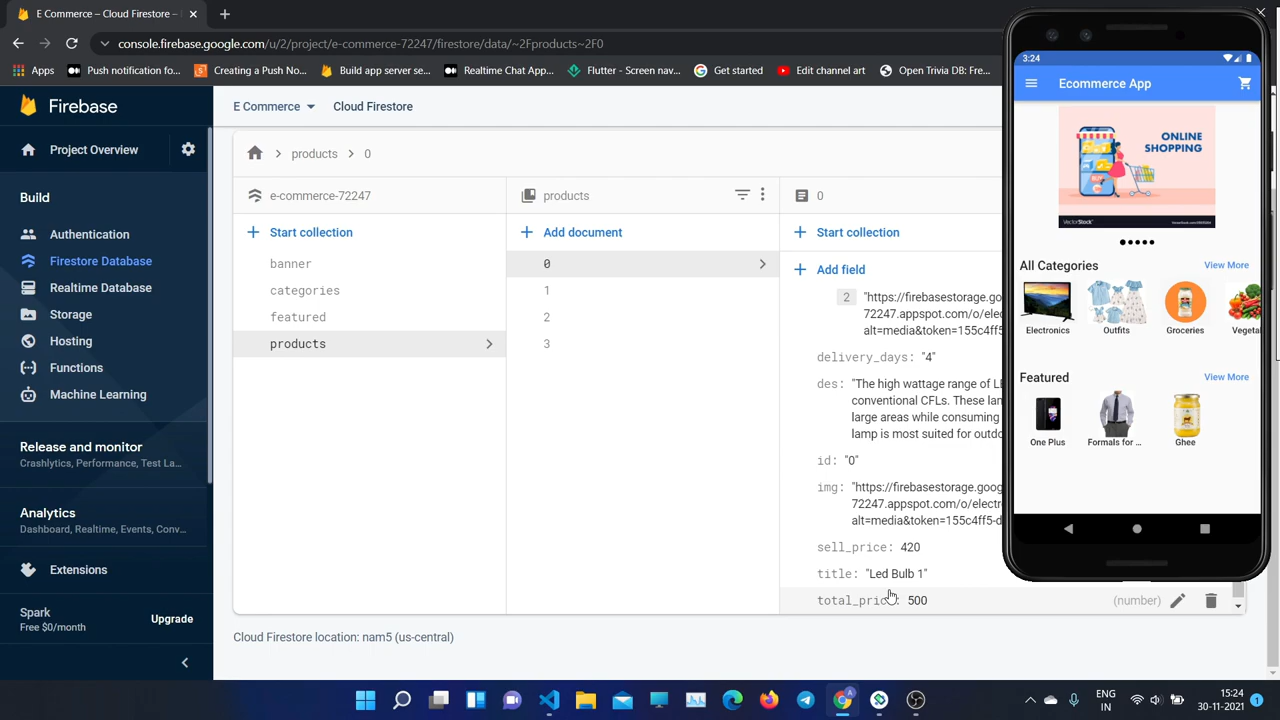 E Commerce – Cloud Firestore –
console.firebase.google.com/u/2/project/e-commerce-72247/firestore/data/~2Fproducts~2F0
Apps
Push notification fo...
Creating a Push No...
Build app server se...
Realtime Chat App...
Flutter - Screen nav...
Get started
Edit channel art
Open Trivia DB: Fre...
Firebase
Project Overview
Build
Authentication
Firestore Database
Realtime Database
Storage
Hosting
Functions
Machine Learning
Release and monitor
Crashlytics, Performance, Test La...
Analytics
Dashboard, Realtime, Events, Conv...
Extensions
Spark
Free $0/month
Upgrade
E Commerce
Cloud Firestore
products
0
e-commerce-72247
Start collection
banner
categories
featured
products
products
Add document
0
1
2
3
0
Start collection
Add field
2
"https://firebasestorage.go
72247.appspot.com/o/elec
alt=media&token=155c4ff5
delivery_days: "4"
des: "The high wattage range of LE
conventional CFLs. These lan
large areas while consuming
lamp is most suited for outdo
id: "0"
img: "https://firebasestorage.goog
72247.appspot.com/o/electr
alt=media&token=155c4ff5-d
sell_price: 420
title: "Led Bulb 1"
total_price: 500
(number)
Cloud Firestore location: nam5 (us-central)
3:24
Ecommerce App
ONLINE
SHOPPING
BUY
VectorStock
All Categories
View More
Electronics
Outfits
Groceries
Vegetal
Featured
View More
One Plus
Formals for ...
Ghee
ENG
IN
15:24
30-11-2021
1